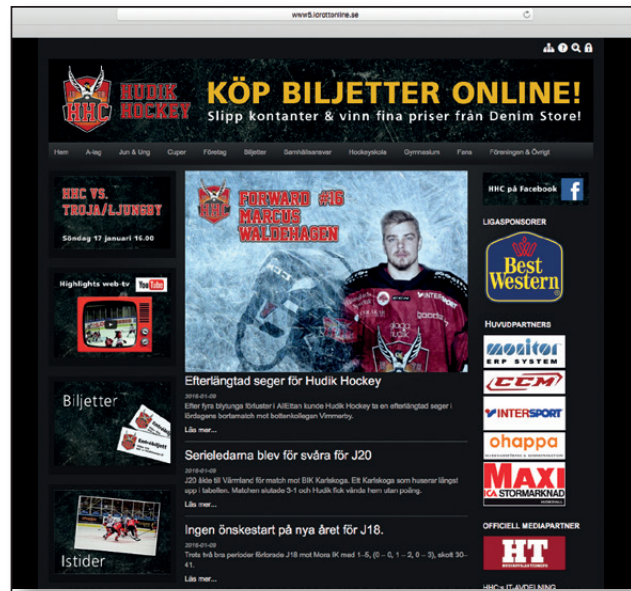 www5.idrottonline.se
HHC
HUDIK
HOCKEY
KÖP BILJETTER ONLINE!
Slipp kontanter & vinn fina priser från Denim Store!
Hem A-lag Jun & Ung Cuper Företag Biljetter Samhällsansvar Hockeyskola Gymnasium Fans Föreningen & Övrigt
HHC VS.
TROJA/LJUNGBY
Söndag 17 januari 16.00
Highlights web-tv YouTube
Biljetter
Entrébiljett
Entrébiljett
Istider
HHC
FORWARD #16
MARCUS
WALDEHAGEN
INTERSPORT
Efterlängtad seger för Hudik Hockey
2016-01-09
Efter fyra blytunga förluster i AllEttan kunde Hudik Hockey ta en efterlängtad seger i
lördagens bortamatch mot bottenkollegan Vimmerby.
Läs mer...
Serieledarna blev för svåra för J20
2016-01-09
J20 åkte till Värmland för match mot BIK Karlskoga. Ett Karlskoga som huserar längst
upp i tabellen. Matchen slutade 3-1 och Hudik fick vända hem utan poäng.
Läs mer...
Ingen önskestart på nya året för J18.
2016-01-09
Trots två bra perioder förlorade J18 mot Mora IK med 1–5, (0 – 0, 1 – 2, 0 – 3), skott 30–
41.
Läs mer...
HHC på Facebook
LIGASPONSORER
Best
Western
HUVUDPARTNERS
monitor
ERP SYSTEM
CCM
INTERSPORT
ohappa
MAXI
ICA STORMARKNAD
OFFICIELL MEDIAPARTNER
HT
HHC:s IT-AVDELNING